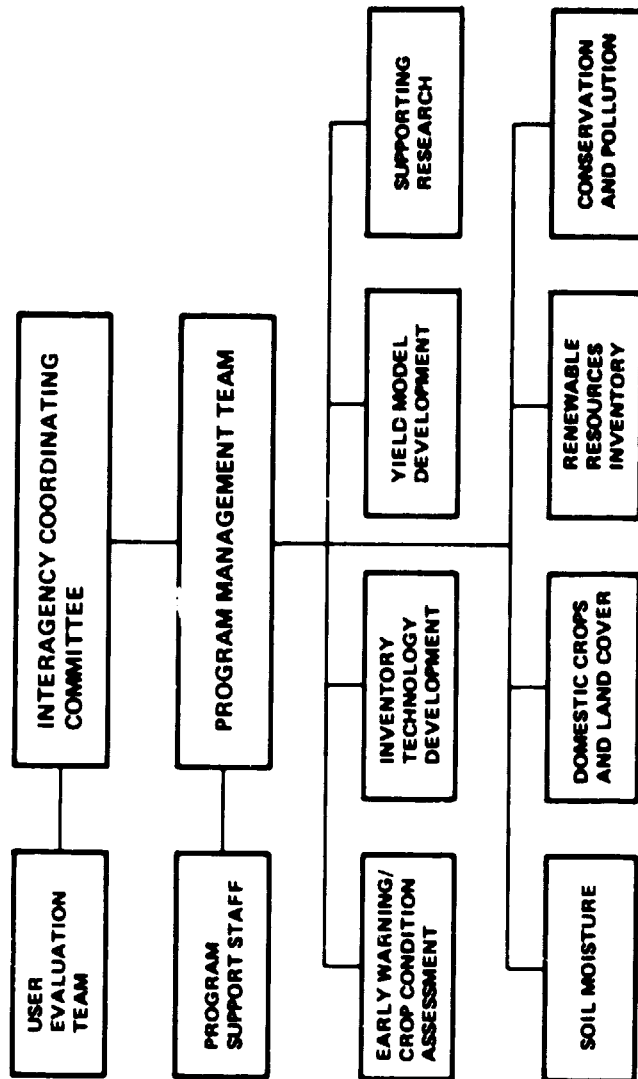 USER
EVALUATION
TEAM
INTERAGENCY COORDINATING
COMMITTEE
PROGRAM
SUPPORT STAFF
PROGRAM MANAGEMENT TEAM
EARLY WARNING/
CROP CONDITION
ASSESSMENT
INVENTORY
TECHNOLOGY
DEVELOPMENT
YIELD MODEL
DEVELOPMENT
SUPPORTING
RESEARCH
SOIL MOISTURE
DOMESTIC CROPS
AND LAND COVER
RENEWABLE
RESOURCES
INVENTORY
CONSERVATION
AND POLLUTION